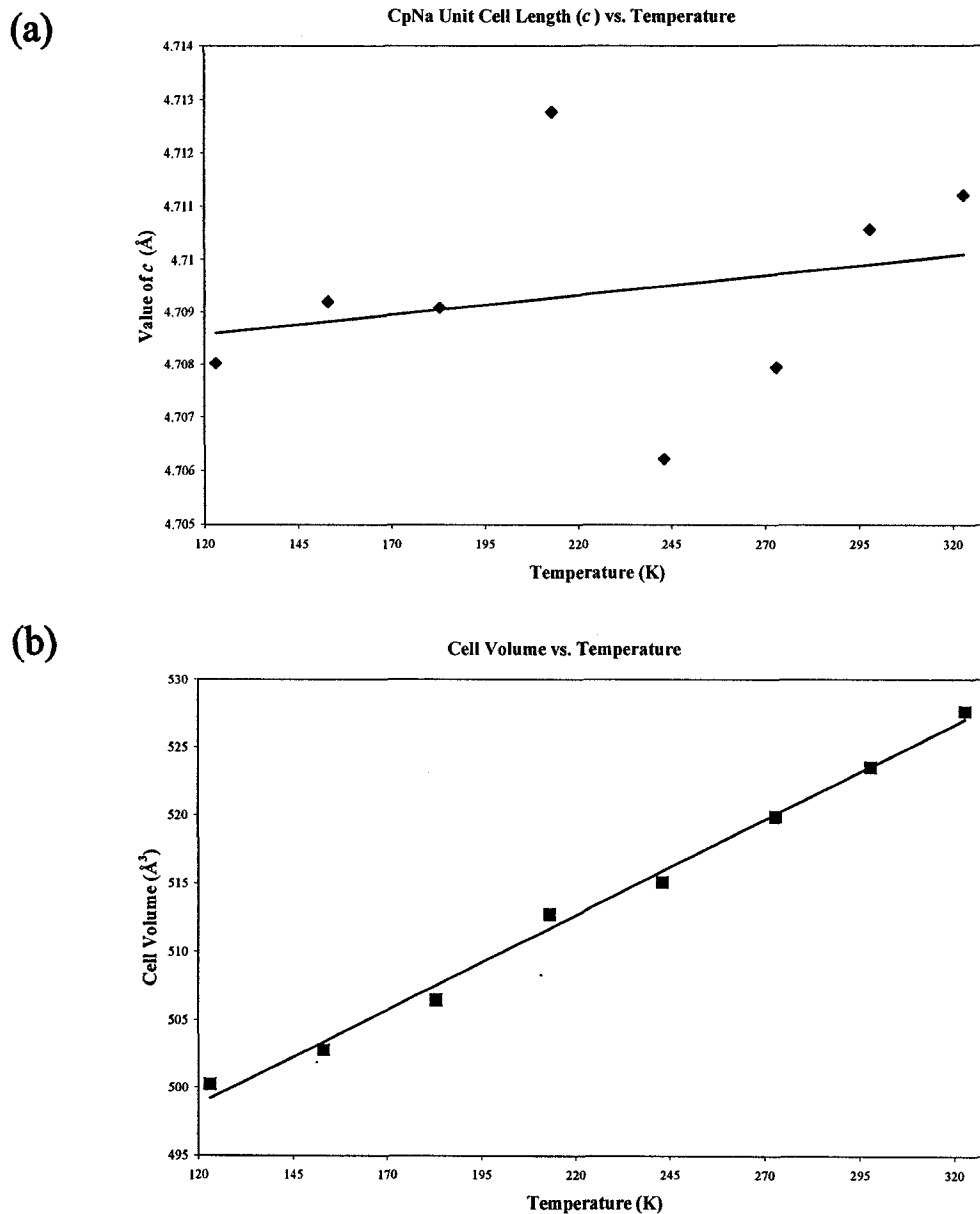 (a)
CpNa Unit Cell Length (c) vs. Temperature
4.714
4.713
4.712
4.711
4.71
4.709
4.708
4.707
4.706
4.705
Value of c (Å)
120 145 170 195 220 245 270 295 320
Temperature (K)
(b)
Cell Volume vs. Temperature
530
525
520
515
510
505
500
495
Cell Volume (Å³)
120 145 170 195 220 245 270 295 320
Temperature (K)